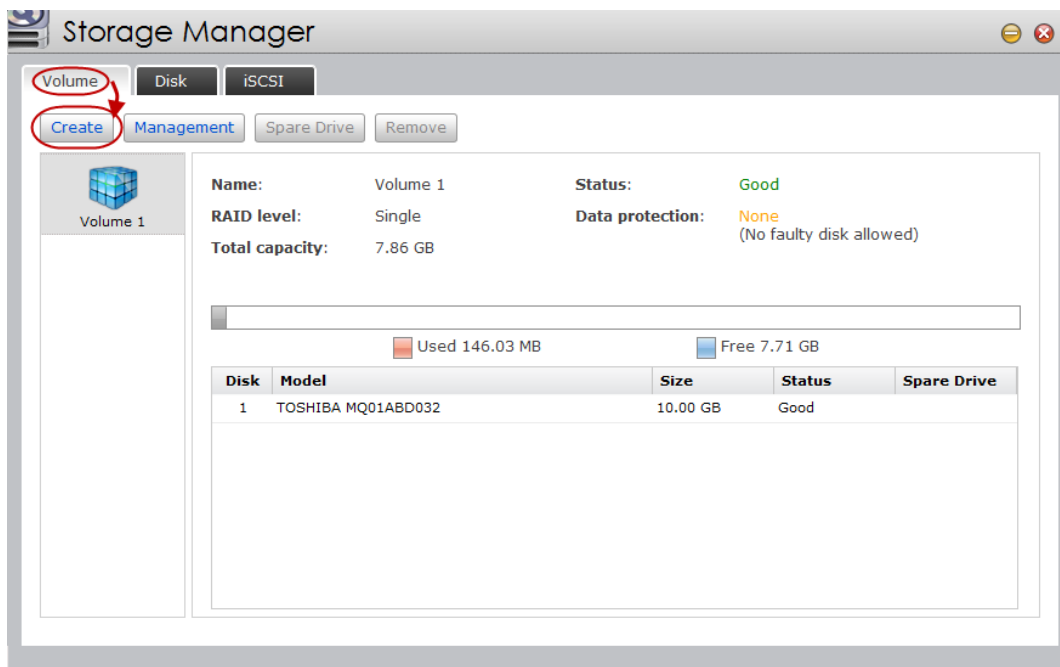 Storage Manager
Volume Disk iSCSI
Create Management Spare Drive Remove
Volume 1
Name: Volume 1 Status: Good
RAID level: Single Data protection: None
(No faulty disk allowed)
Total capacity: 7.86 GB
Used 146.03 MB Free 7.71 GB
Disk Model Size Status Spare Drive
1 TOSHIBA MQ01ABD032 10.00 GB Good